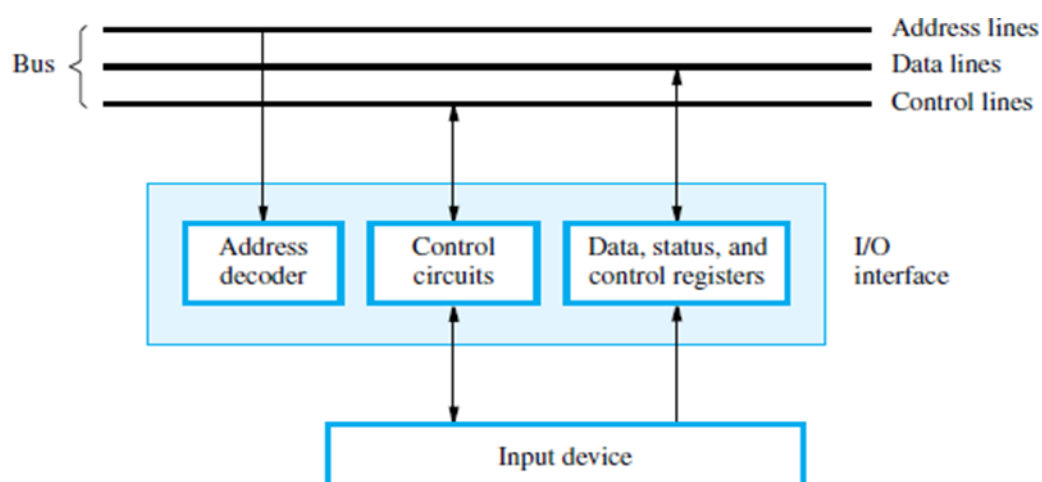 Address lines
Bus
Data lines
Control lines
Address
decoder
Control
circuits
Data, status, and
control registers
I/O
interface
Input device